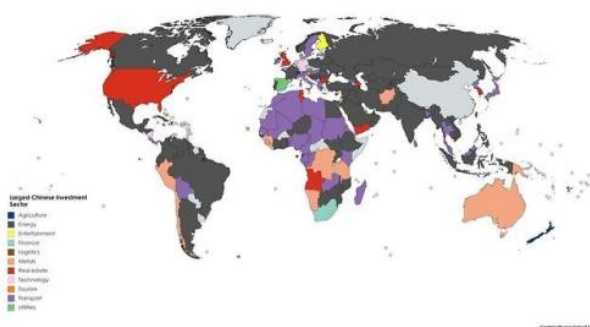 Largest Chinese Investment
Sector
Agriculture
Energy
Entertainment
Finance
Logistics
Metals
Real estate
Technology
Tourism
Transport
Utilities